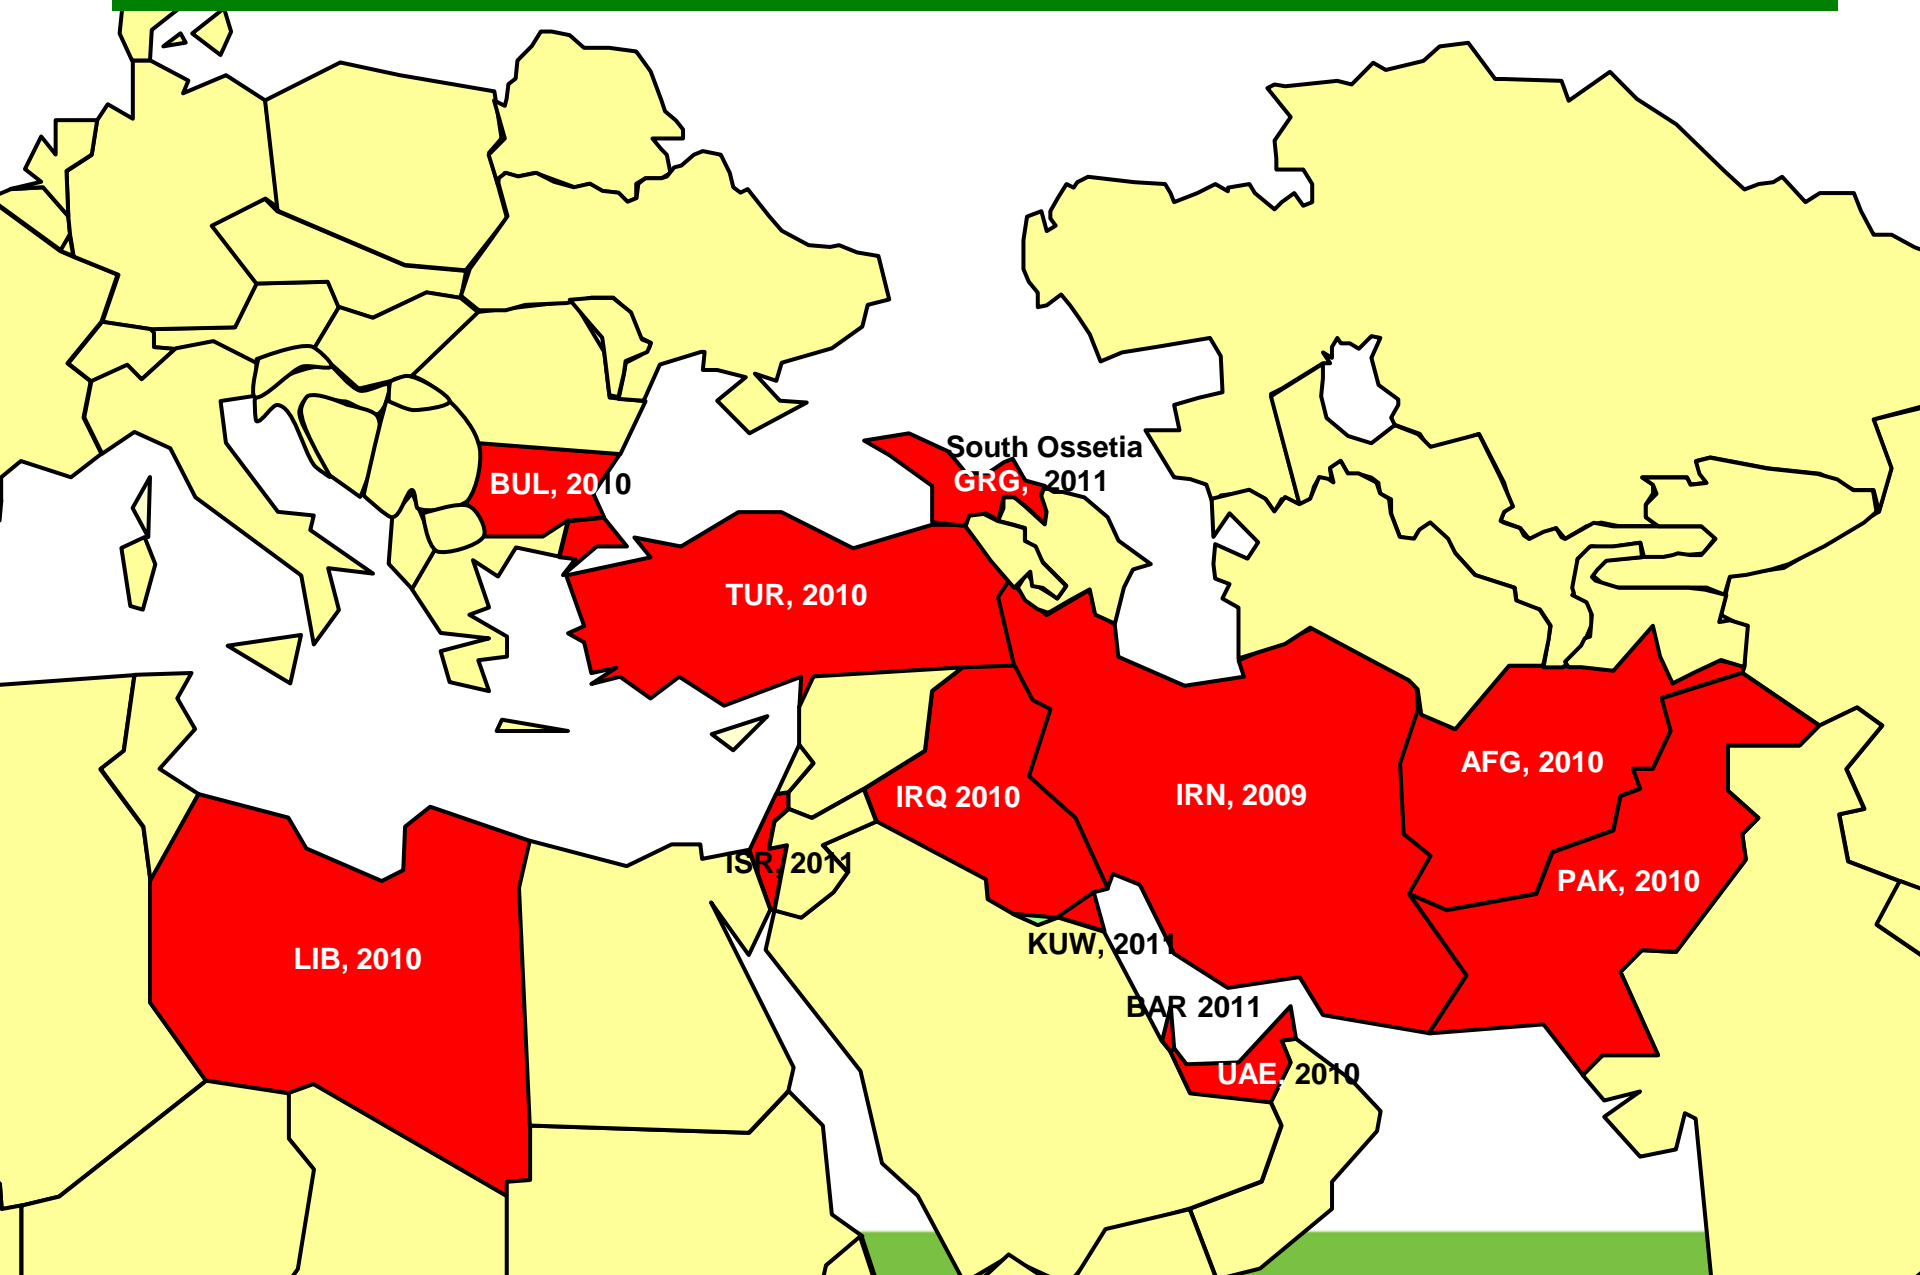 South Ossetia
GRG, 2011
BUL, 2010
TUR, 2010
AFG, 2010
IRQ 2010
IRN, 2009
ISR, 2011
PAK, 2010
KUW, 2011
LIB, 2010
BAR 2011
UAE, 2010